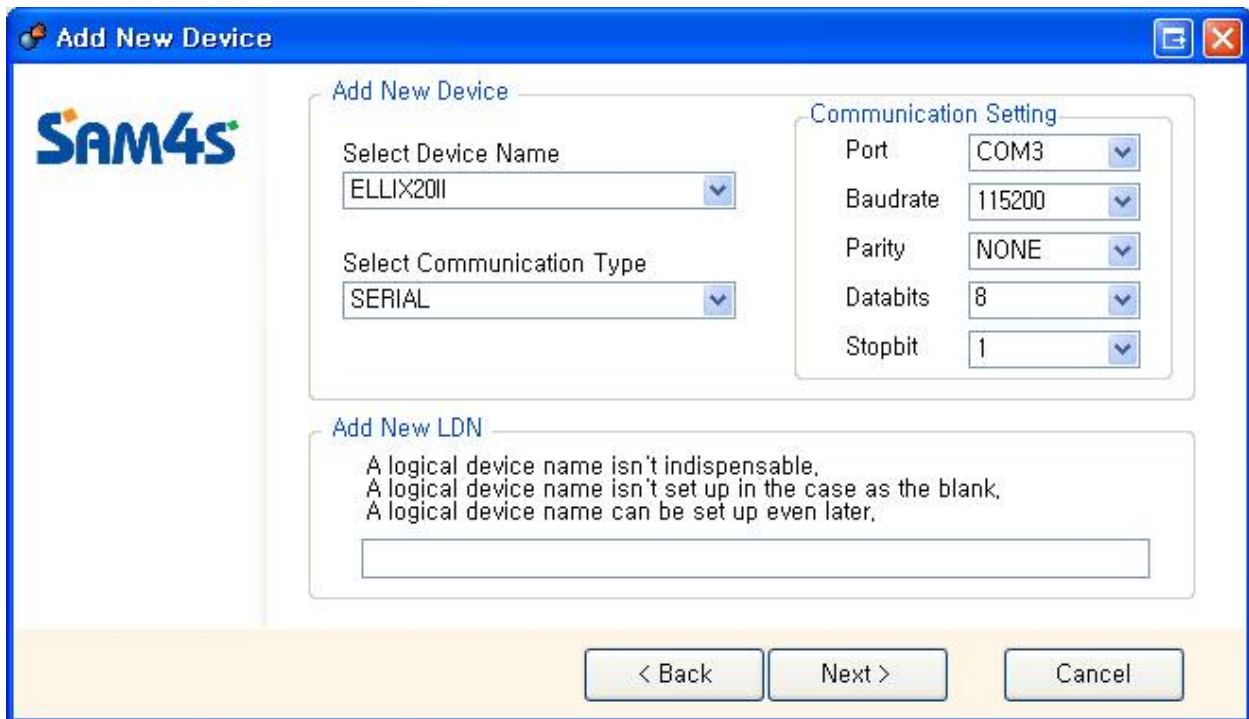 Add New Device
SAM4S
Add New Device
Select Device Name
ELLIX20II
Select Communication Type
SERIAL
Communication Setting
Port COM3
Baudrate 115200
Parity NONE
Databits 8
Stopbit 1
Add New LDN
A logical device name isn't indispensable,
A logical device name isn't set up in the case as the blank,
A logical device name can be set up even later,
< Back Next > Cancel